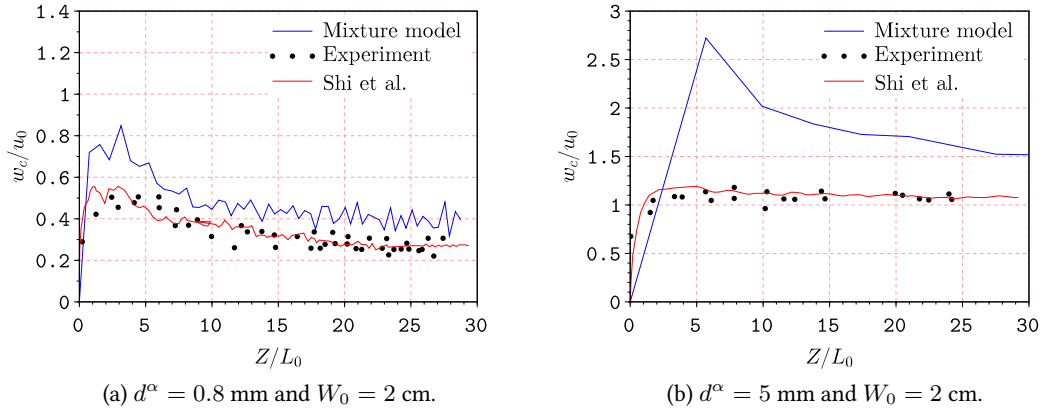 1.4
1.2
1
0.8
0.6
0.4
0.2
0
w_c/u_0
Mixture model
Experiment
Shi et al.
0 5 10 15 20 25 30
Z/L_0
(a) d^α = 0.8 mm and W_0 = 2 cm.
3
2.5
2
1.5
1
0.5
0
w_c/u_0
Mixture model
Experiment
Shi et al.
0 5 10 15 20 25 30
Z/L_0
(b) d^α = 5 mm and W_0 = 2 cm.